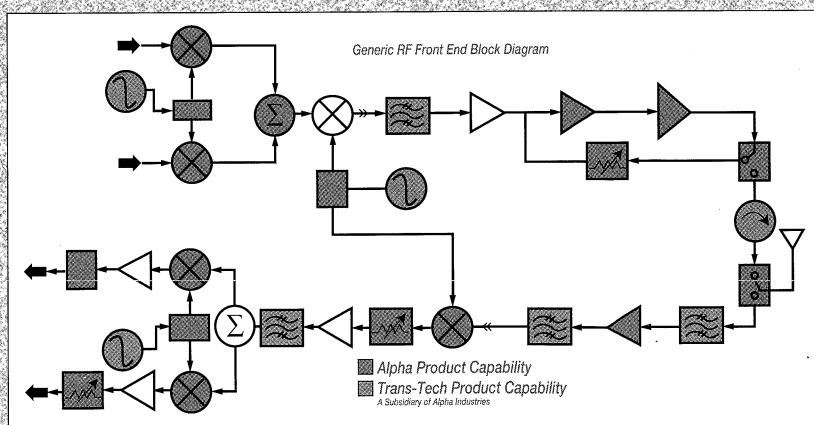 Generic RF Front End Block Diagram
Σ
Σ
Alpha Product Capability
Trans-Tech Product Capability
A Subsidiary of Alpha Industries